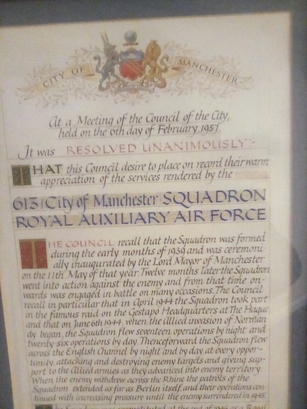 CITY OF MANCHESTER
At a Meeting of the Council of the City,
held on the 6th day of February, 1957.
It was RESOLVED UNANIMOUSLY
THAT this Council desire to place on record their warm
appreciation of the services rendered by the
613 (City of Manchester) SQUADRON
ROYAL AUXILIARY AIR FORCE
THE COUNCIL recall that the Squadron was formed
during the early months of 1939 and was ceremoni-
ally inaugurated by the Lord Mayor of Manchester
on the 11th May of that year. Twelve months later the Squadron
went into action against the enemy and from that time on-
wards was engaged in battle on many occasions. The Council
recall in particular that in April 1944 the Squadron took part
in the famous raid on the Gestapo Headquarters at The Hague
and that on June 6th 1944, when the Allied invasion of Norman-
dy began, the Squadron flew seventeen operations by night and
twenty six operations by day. Thenceforward the Squadron flew
across the English Channel by night and by day at every oppor-
tunity, attacking and destroying enemy targets and giving sup-
port to the Allied armies as they advanced into enemy territory.
When the enemy withdrew across the Rhine the patrols of the
Squadron extended as far as Berlin itself, and their operations con-
tinued with increasing pressure until the enemy surrendered in 1945.